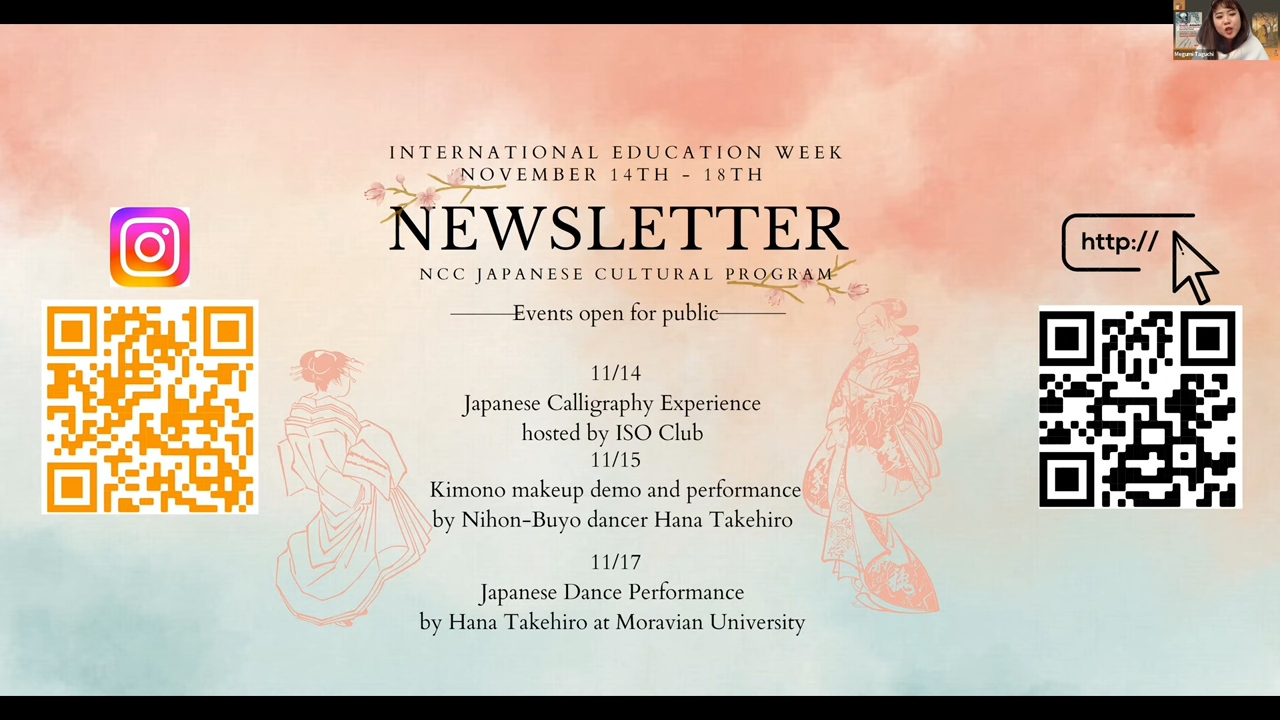 Megumi Taguchi
INTERNATIONAL EDUCATION WEEK
NOVEMBER 14TH - 18TH
NEWSLETTER
NCC JAPANESE CULTURAL PROGRAM
Events open for public
http://
11/14
Japanese Calligraphy Experience
hosted by ISO Club
11/15
Kimono makeup demo and performance
by Nihon-Buyo dancer Hana Takehiro
11/17
Japanese Dance Performance
by Hana Takehiro at Moravian University